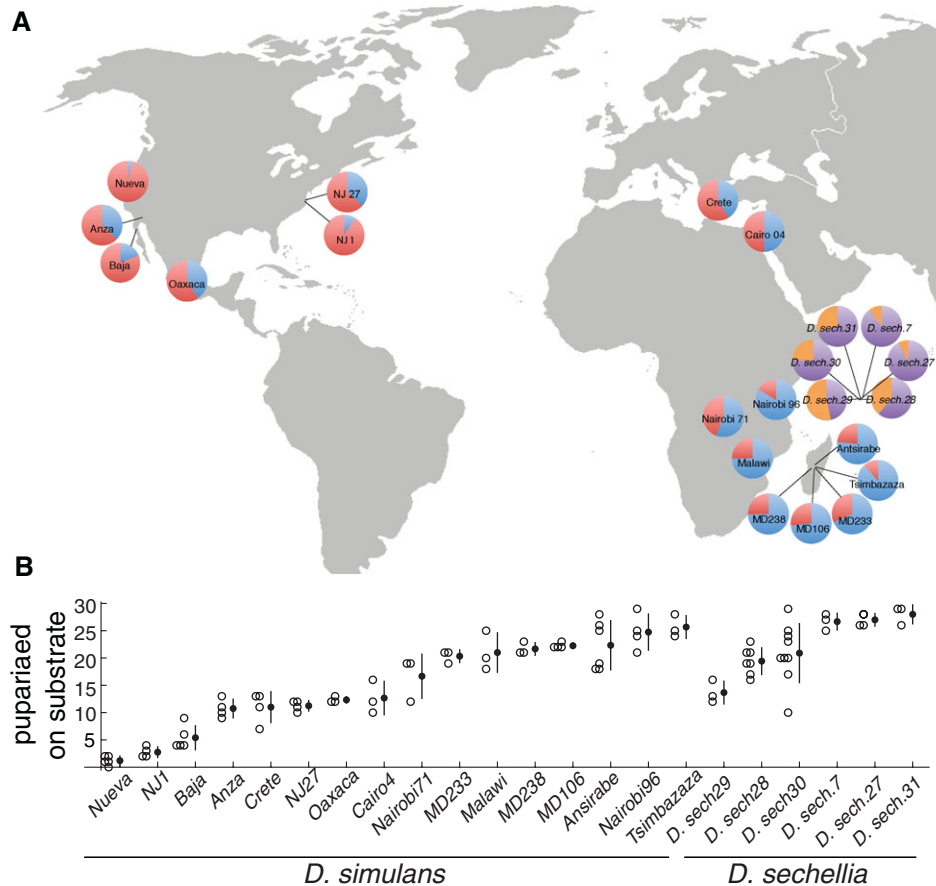 A
Nueva
NJ 27
Anza
NJ 1
Baja
Oaxaca
Crete
Cairo 04
D. sech.31
D. sech.7
D. sech.30
D. sech.27
D. sech.29
D. sech.28
Nairobi 96
Nairobi 71
Malawi
Antsirabe
Tsimbazaza
MD238
MD106
MD233
B
pupariaed
on substrate
30
25
20
15
10
5
Nueva
NJ1
Baja
Anza
Crete
NJ27
Oaxaca
Cairo4
Nairobi71
MD233
Malawi
MD238
MD106
Ansirabe
Nairobi96
Tsimbazaza
D. sech29
D. sech28
D. sech30
D. sech.7
D. sech.27
D. sech.31
D. simulans
D. sechellia